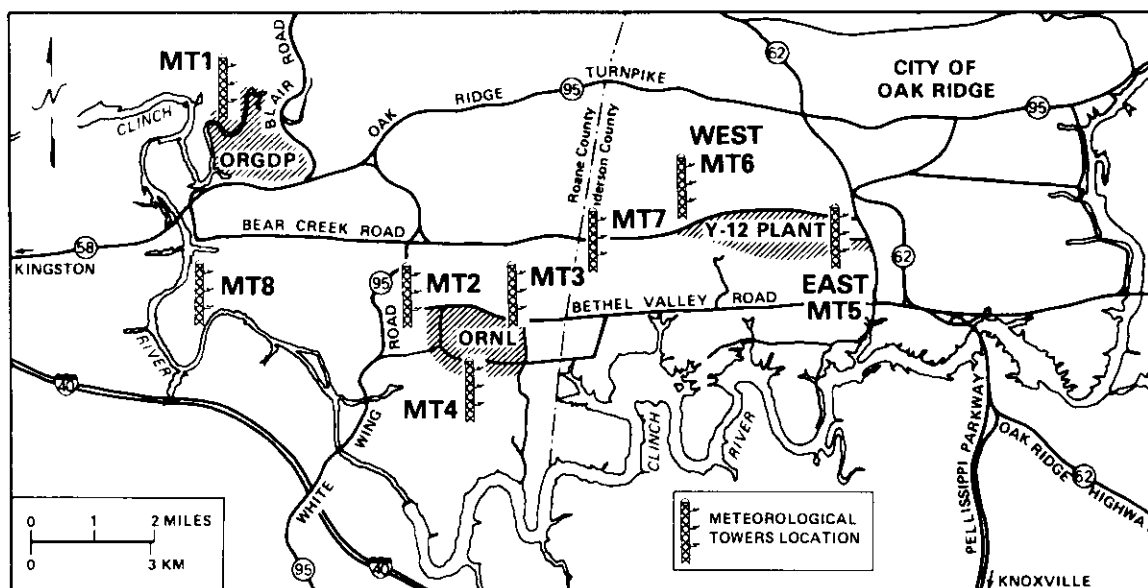 N
MT1
CLINCH
BLAIR ROAD
ORGDP
OAK
RIDGE
95
TURNPIKE
62
CITY OF
OAK RIDGE
95
Roane County
Anderson County
WEST
MT6
MT7
Y-12 PLANT
BEAR CREEK ROAD
58
KINGSTON
MT8
95
MT2
MT3
BETHEL VALLEY ROAD
EAST
MT5
62
ORNL
ROAD
RIVER
40
MT4
WING
WHITE
CLINCH
RIVER
PELLISSIPPI PARKWAY
OAK RIDGE
62
HIGHWAY
0 1 2 MILES
0 3 KM
95
40
METEOROLOGICAL
TOWERS LOCATION
KNOXVILLE